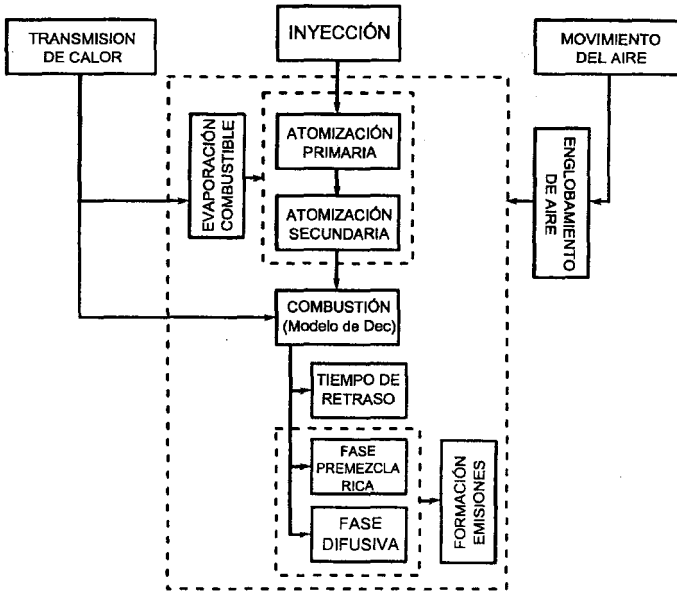 TRANSMISION
DE CALOR
INYECCIÓN
MOVIMIENTO
DEL AIRE
EVAPORACIÓN
COMBUSTIBLE
ATOMIZACIÓN
PRIMARIA
ATOMIZACIÓN
SECUNDARIA
ENGLOBAMIENTO
DE AIRE
COMBUSTIÓN
(Modelo de Dec)
TIEMPO DE
RETRASO
FASE
PREMEZCLA
RICA
FASE
DIFUSIVA
FORMACIÓN
EMISIONES